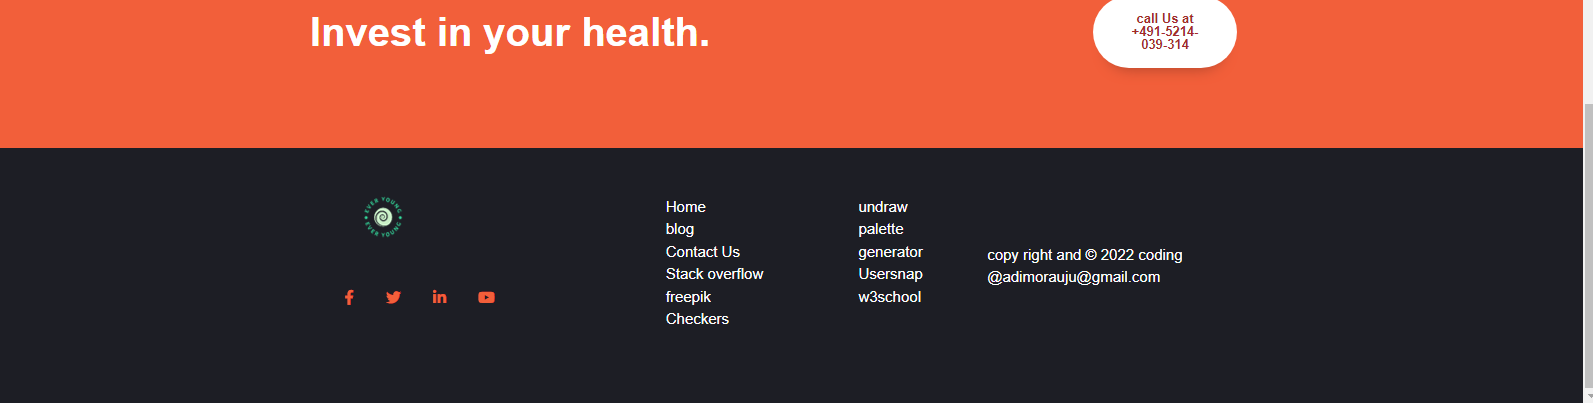 Invest in your health.
call Us at
+491-5214-
039-314
EVER YOUNG
EVER YOUNG
Home
blog
Contact Us
Stack overflow
freepik
Checkers
undraw
palette
generator
Usersnap
w3school
copy right and © 2022 coding
@adimorauju@gmail.com